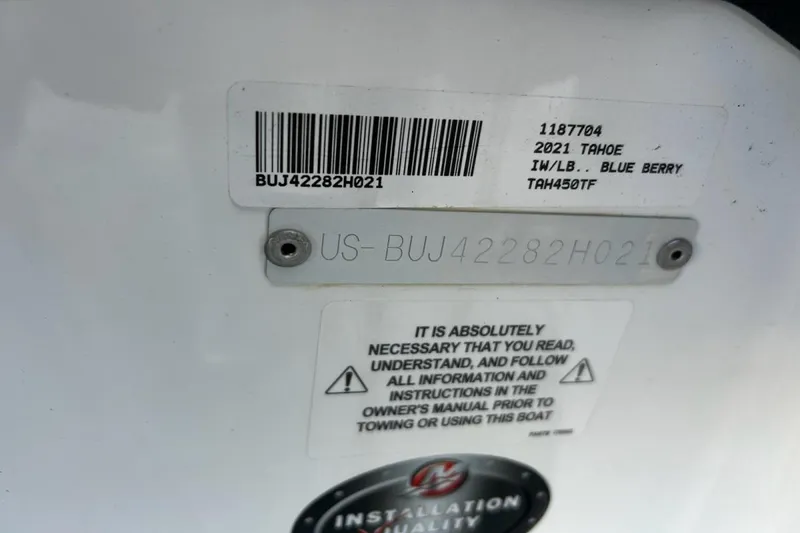 BUJ42282H021
1187704
2021 TAHOE
IW/LB.. BLUE BERRY
TAH450TF
US-BUJ42282H021
IT IS ABSOLUTELY
NECESSARY THAT YOU READ,
UNDERSTAND, AND FOLLOW
ALL INFORMATION AND
INSTRUCTIONS IN THE
OWNER'S MANUAL PRIOR TO
TOWING OR USING THIS BOAT
INSTALLATION
QUALITY